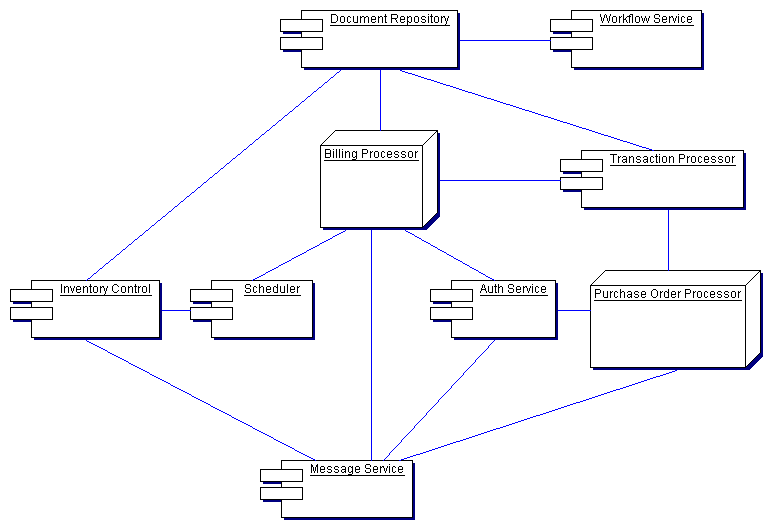 Document Repository
Workflow Service
Billing Processor
Transaction Processor
Inventory Control
Scheduler
Auth Service
Purchase Order Processor
Message Service